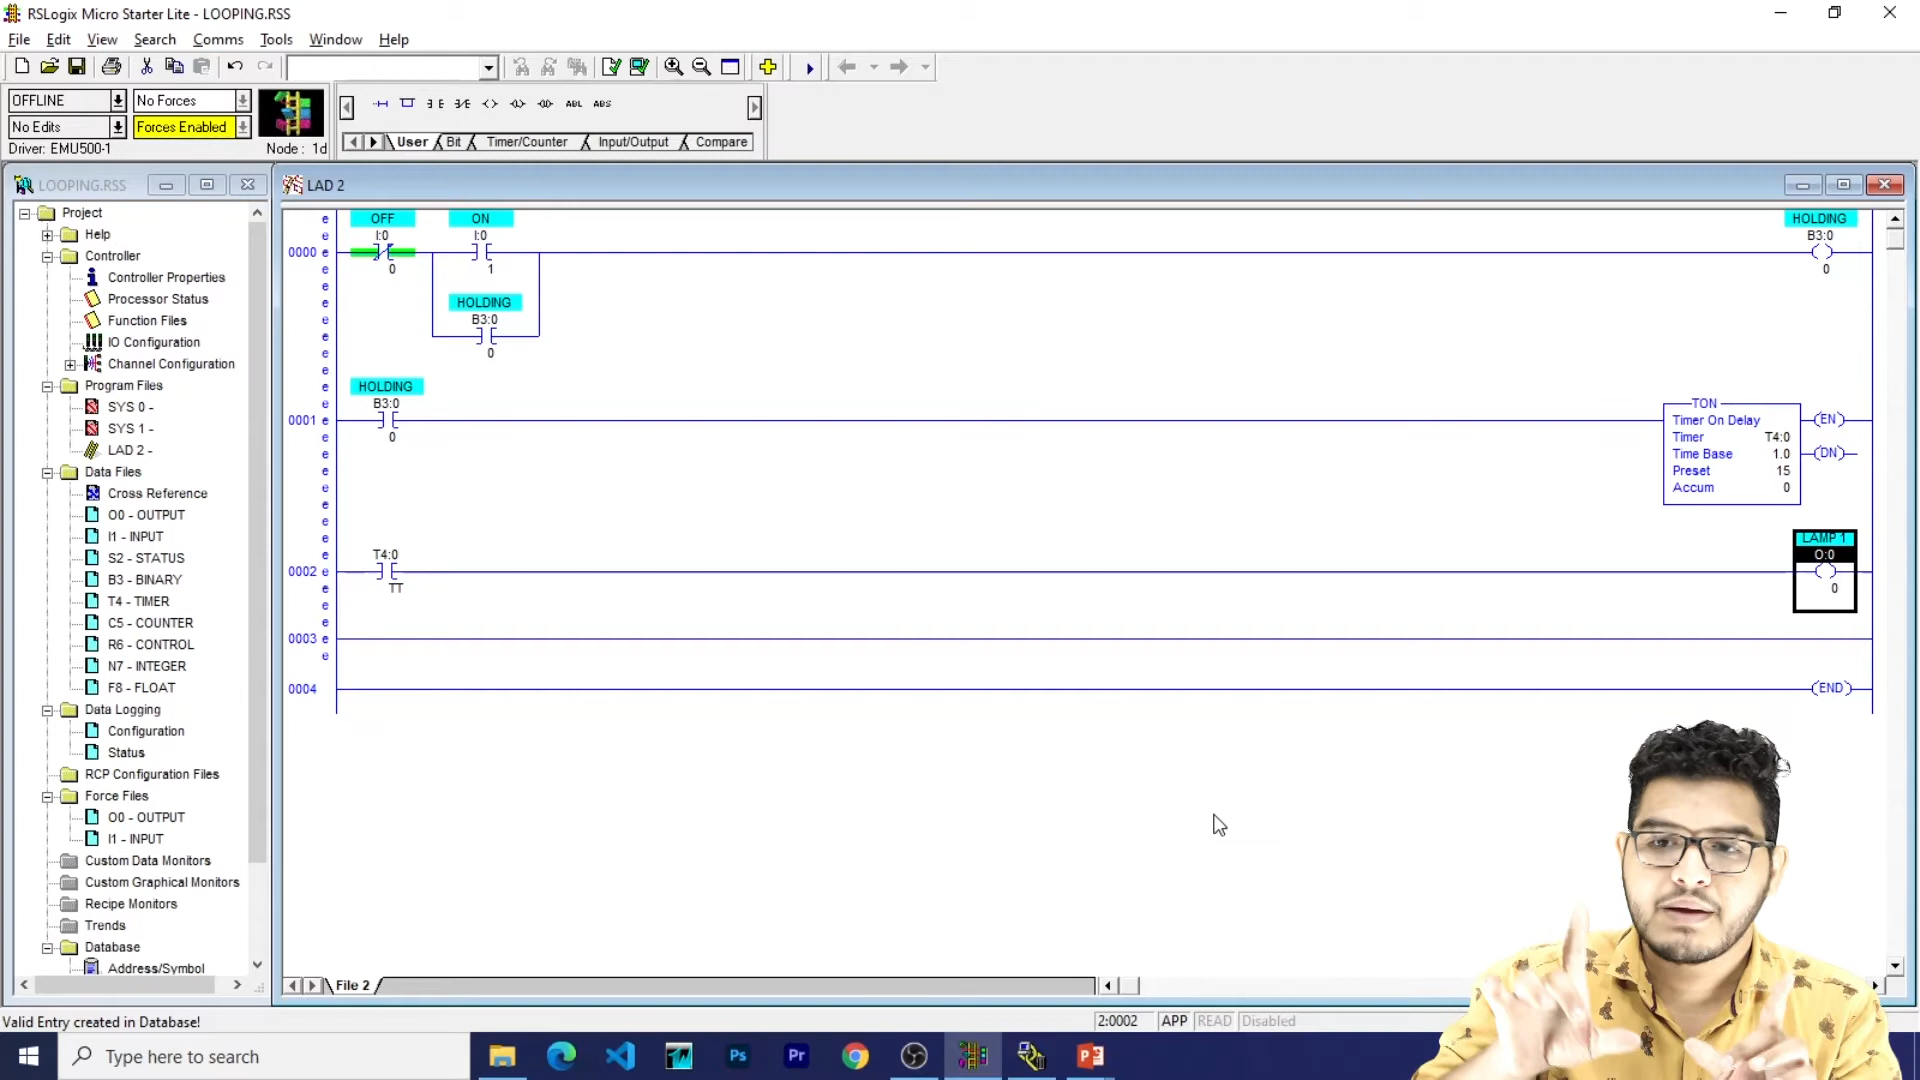 RSLogix Micro Starter Lite - LOOPING.RSS
File Edit View Search Comms Tools Window Help
OFFLINE No Forces
No Edits Forces Enabled
Driver: EMU500-1 Node : 1d
ABL ABS
User Bit Timer/Counter Input/Output Compare
LOOPING.RSS
Project
Help
Controller
Controller Properties
Processor Status
Function Files
IO Configuration
Channel Configuration
Program Files
SYS 0 -
SYS 1 -
LAD 2 -
Data Files
Cross Reference
O0 - OUTPUT
I1 - INPUT
S2 - STATUS
B3 - BINARY
T4 - TIMER
C5 - COUNTER
R6 - CONTROL
N7 - INTEGER
F8 - FLOAT
Data Logging
Configuration
Status
RCP Configuration Files
Force Files
O0 - OUTPUT
I1 - INPUT
Custom Data Monitors
Custom Graphical Monitors
Recipe Monitors
Trends
Database
Address/Symbol
LAD 2
OFF ON HOLDING
I:0 I:0 B3:0
0000 e
0 1 0
HOLDING
B3:0
0
HOLDING
B3:0
0001 e
0
TON
Timer On Delay EN
Timer T4:0
Time Base 1.0 DN
Preset 15
Accum 0
LAMP 1
T4:0 O:0
0002 e
TT 0
0003 e
0004 END
File 2
Valid Entry created in Database!
2:0002 APP READ Disabled
Type here to search
Ps Pr